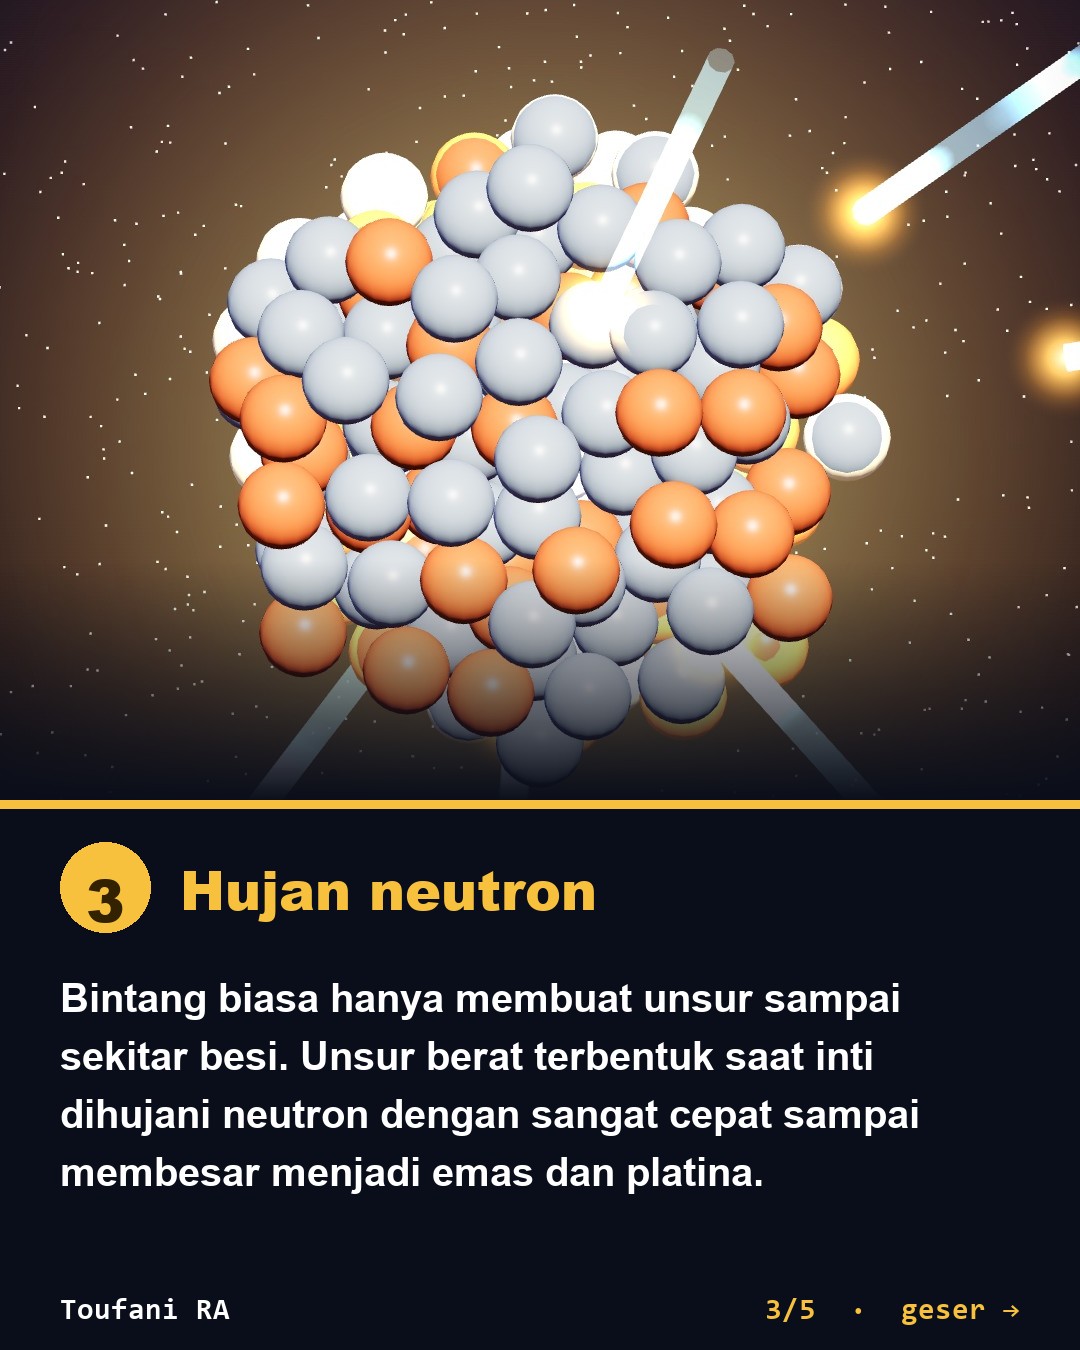 3 Hujan neutron
Bintang biasa hanya membuat unsur sampai
sekitar besi. Unsur berat terbentuk saat inti
dihujani neutron dengan sangat cepat sampai
membesar menjadi emas dan platina.
Toufani RA 3/5 · geser →